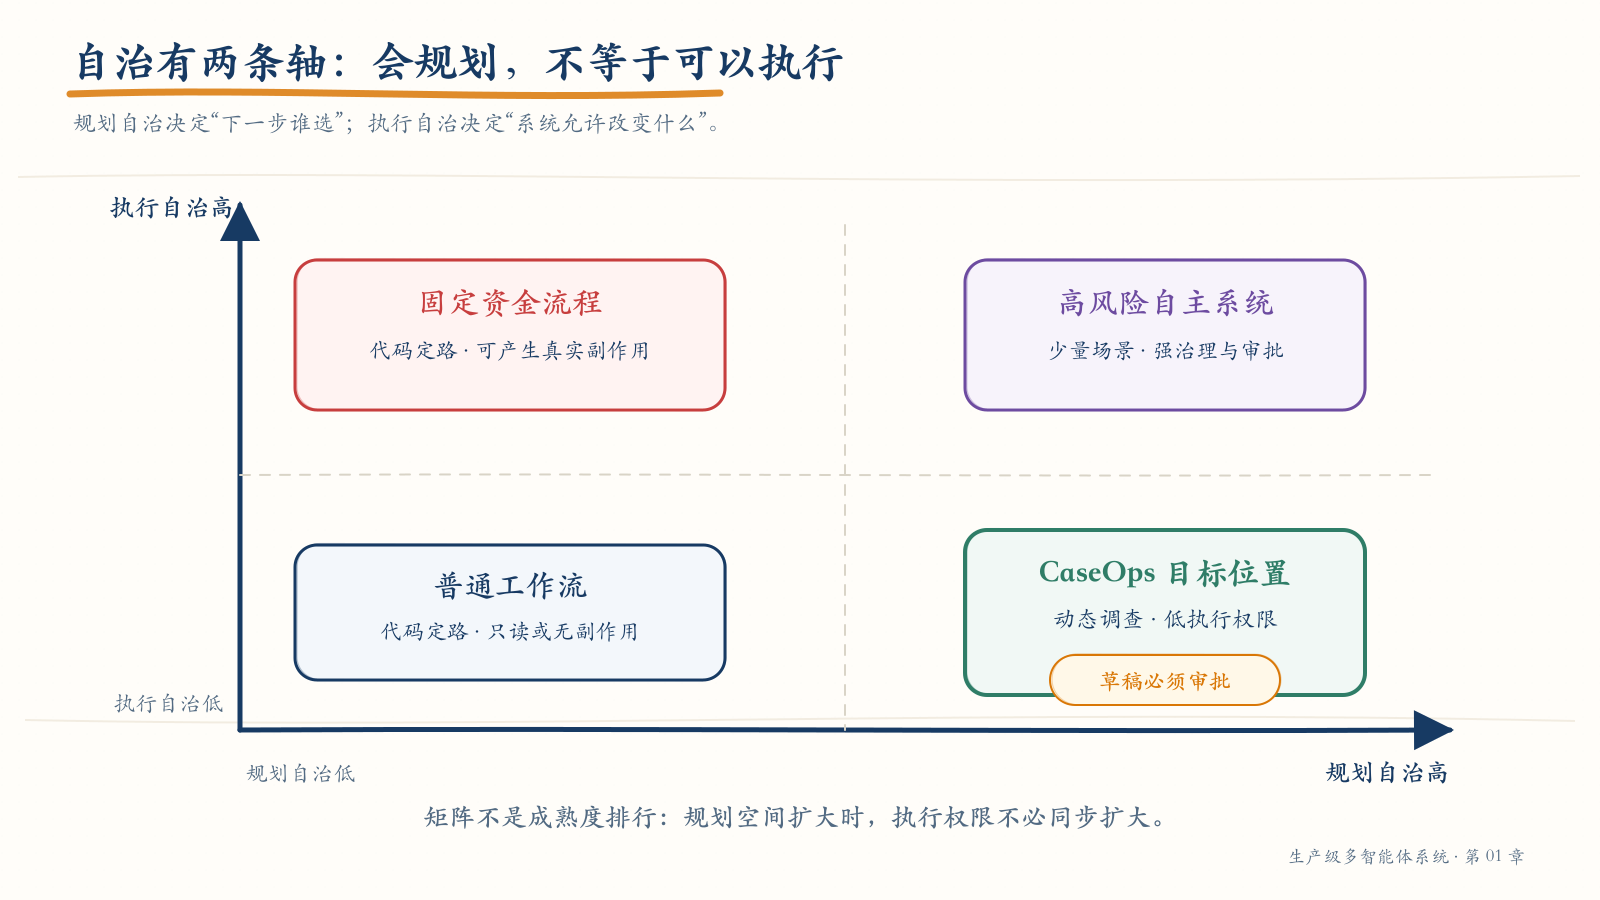 自治有两条轴：会规划，不等于可以执行
规划自治决定“下一步谁选”；执行自治决定“系统允许改变什么”。
执行自治高
固定资金流程
代码定路 · 可产生真实副作用
高风险自主系统
少量场景 · 强治理与审批
普通工作流
代码定路 · 只读或无副作用
CaseOps 目标位置
动态调查 · 低执行权限
草稿必须审批
执行自治低
规划自治低
规划自治高
矩阵不是成熟度排行：规划空间扩大时，执行权限不必同步扩大。
生产级多智能体系统 · 第 01 章